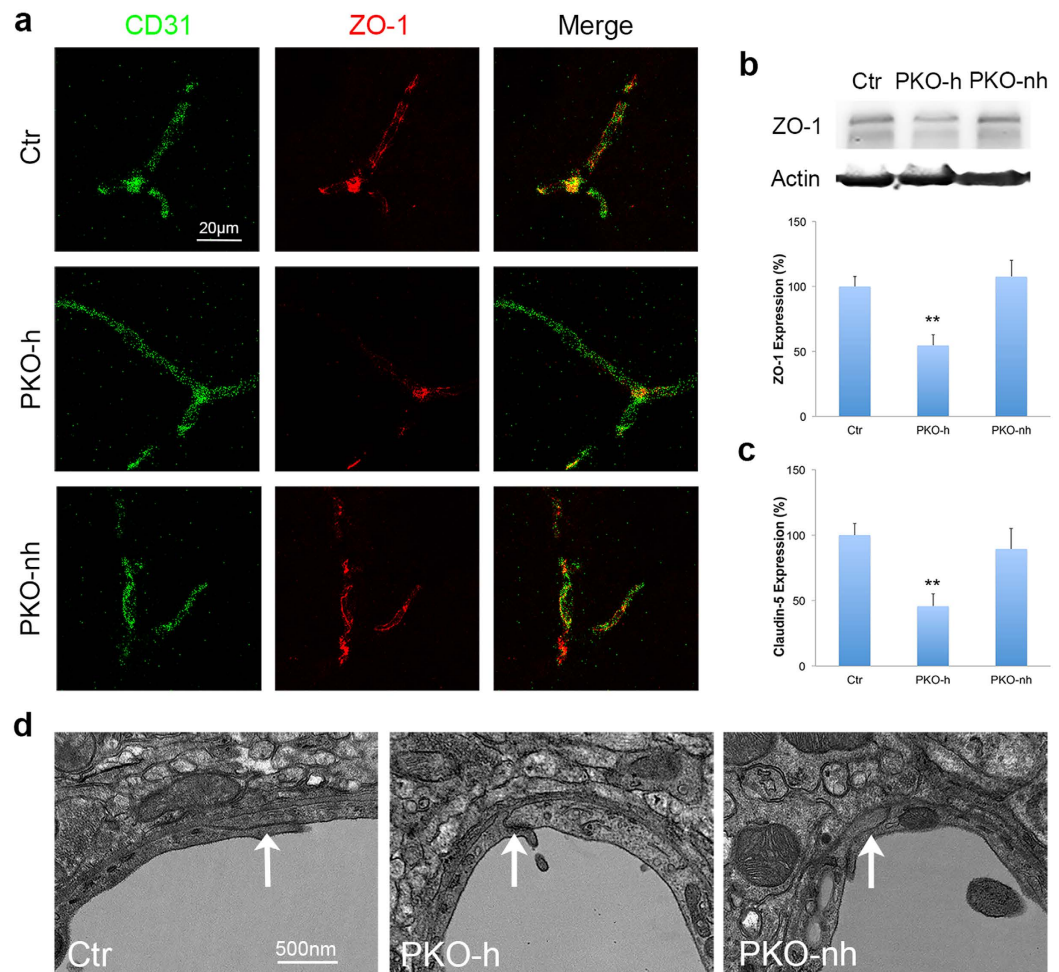 a
CD31 ZO-1 Merge
Ctr
20μm
PKO-h
PKO-nh
b
Ctr PKO-h PKO-nh
ZO-1
Actin
150
100
50
0
ZO-1 Expression (%)
**
Ctr PKO-h PKO-nh
c
150
100
50
0
Claudin-5 Expression (%)
**
Ctr PKO-h PKO-nh
d
Ctr 500nm PKO-h PKO-nh